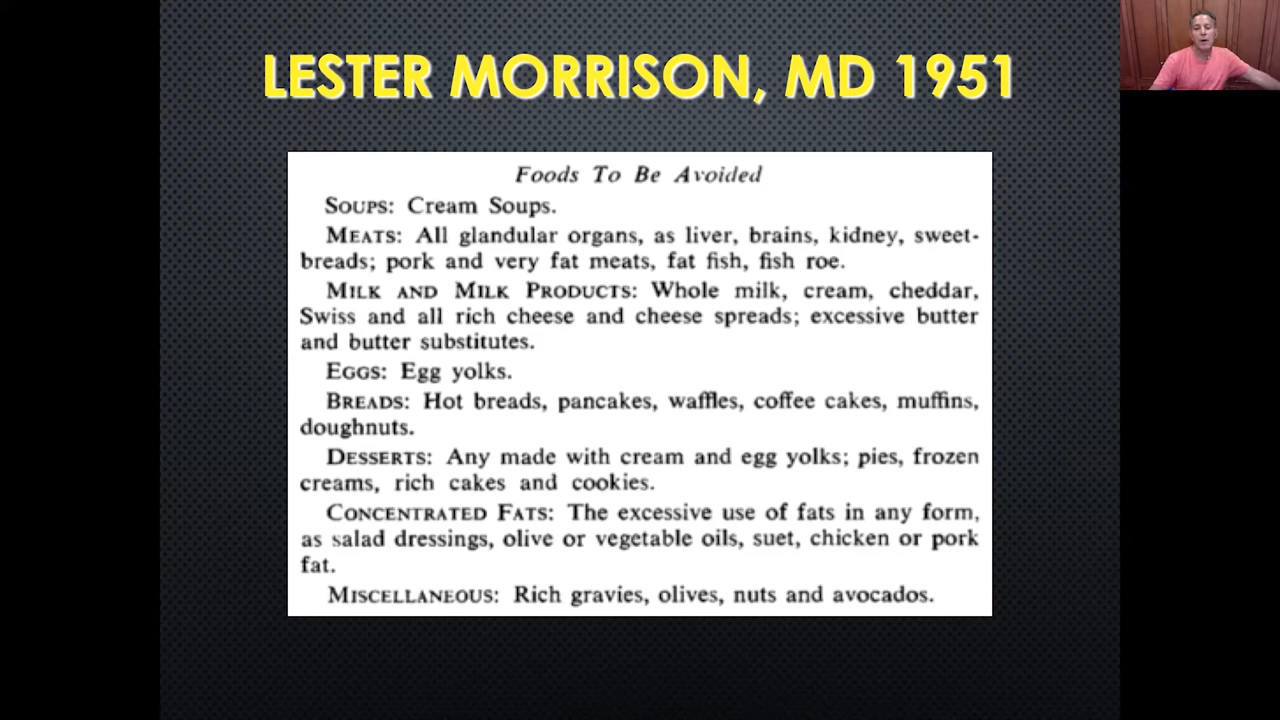 LESTER MORRISON, MD 1951
Foods To Be Avoided
SOUPS: Cream Soups.
MEATS: All glandular organs, as liver, brains, kidney, sweet-
breads; pork and very fat meats, fat fish, fish roe.
MILK AND MILK PRODUCTS: Whole milk, cream, cheddar,
Swiss and all rich cheese and cheese spreads; excessive butter
and butter substitutes.
EGGS: Egg yolks.
BREADS: Hot breads, pancakes, waffles, coffee cakes, muffins,
doughnuts.
DESSERTS: Any made with cream and egg yolks; pies, frozen
creams, rich cakes and cookies.
CONCENTRATED FATS: The excessive use of fats in any form,
as salad dressings, olive or vegetable oils, suet, chicken or pork
fat.
MISCELLANEOUS: Rich gravies, olives, nuts and avocados.